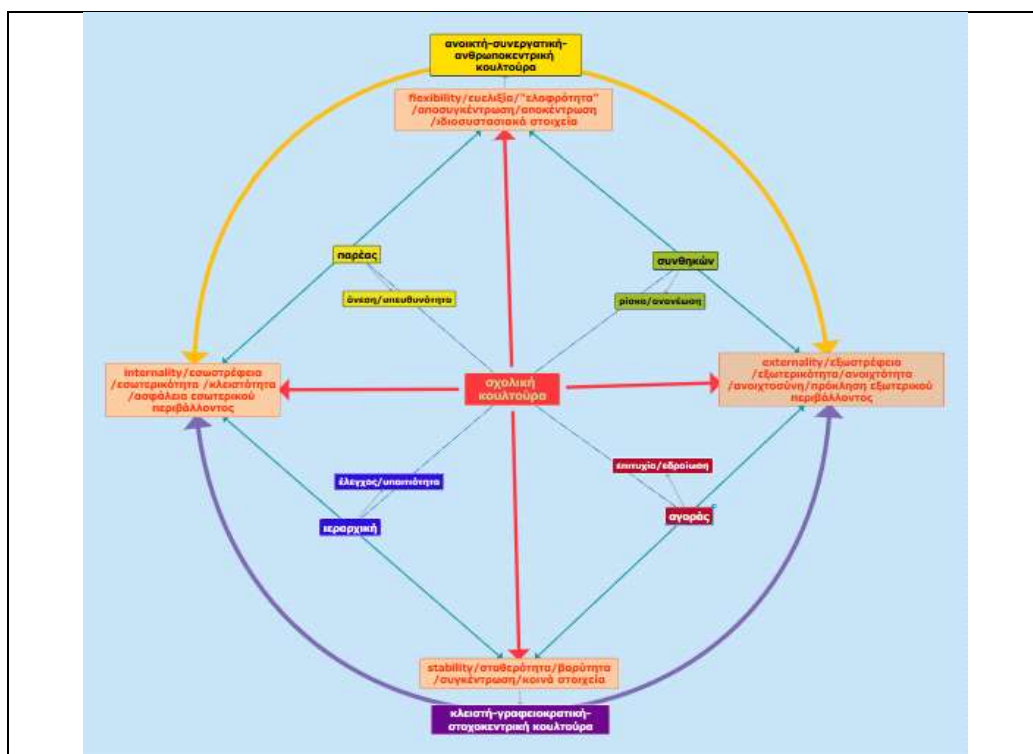 ανοικτή-συνεργατική-
ανθρωποκεντρική
κουλτούρα
flexibility/ευελιξία/"ελαφρότητα"
/αποσυγκέντρωση/αποκέντρωση
/ιδιοσυστασιακά στοιχεία
παρέας
συνθηκών
άνεση/υπευθυνότητα
ρίσκα/ανανέωση
internality/εσωστρέφεια
/εσωτερικότητα /κλειστότητα
/ασφάλεια εσωτερικού
περιβάλλοντος
σχολική
κουλτούρα
externality/εξωστρέφεια
/εξωτερικότητα/ανοιχτότητα
/ανοιχτοσύνη/πρόκληση εξωτερικού
περιβάλλοντος
έλεγχος/υπαιτιότητα
επιτυχία/εδραίωση
ιεραρχική
αγοράς
stability/σταθερότητα/βαρύτητα
/συγκέντρωση/κοινά στοιχεία
κλειστή-γραφειοκρατική-
στοχοκεντρική κουλτούρα